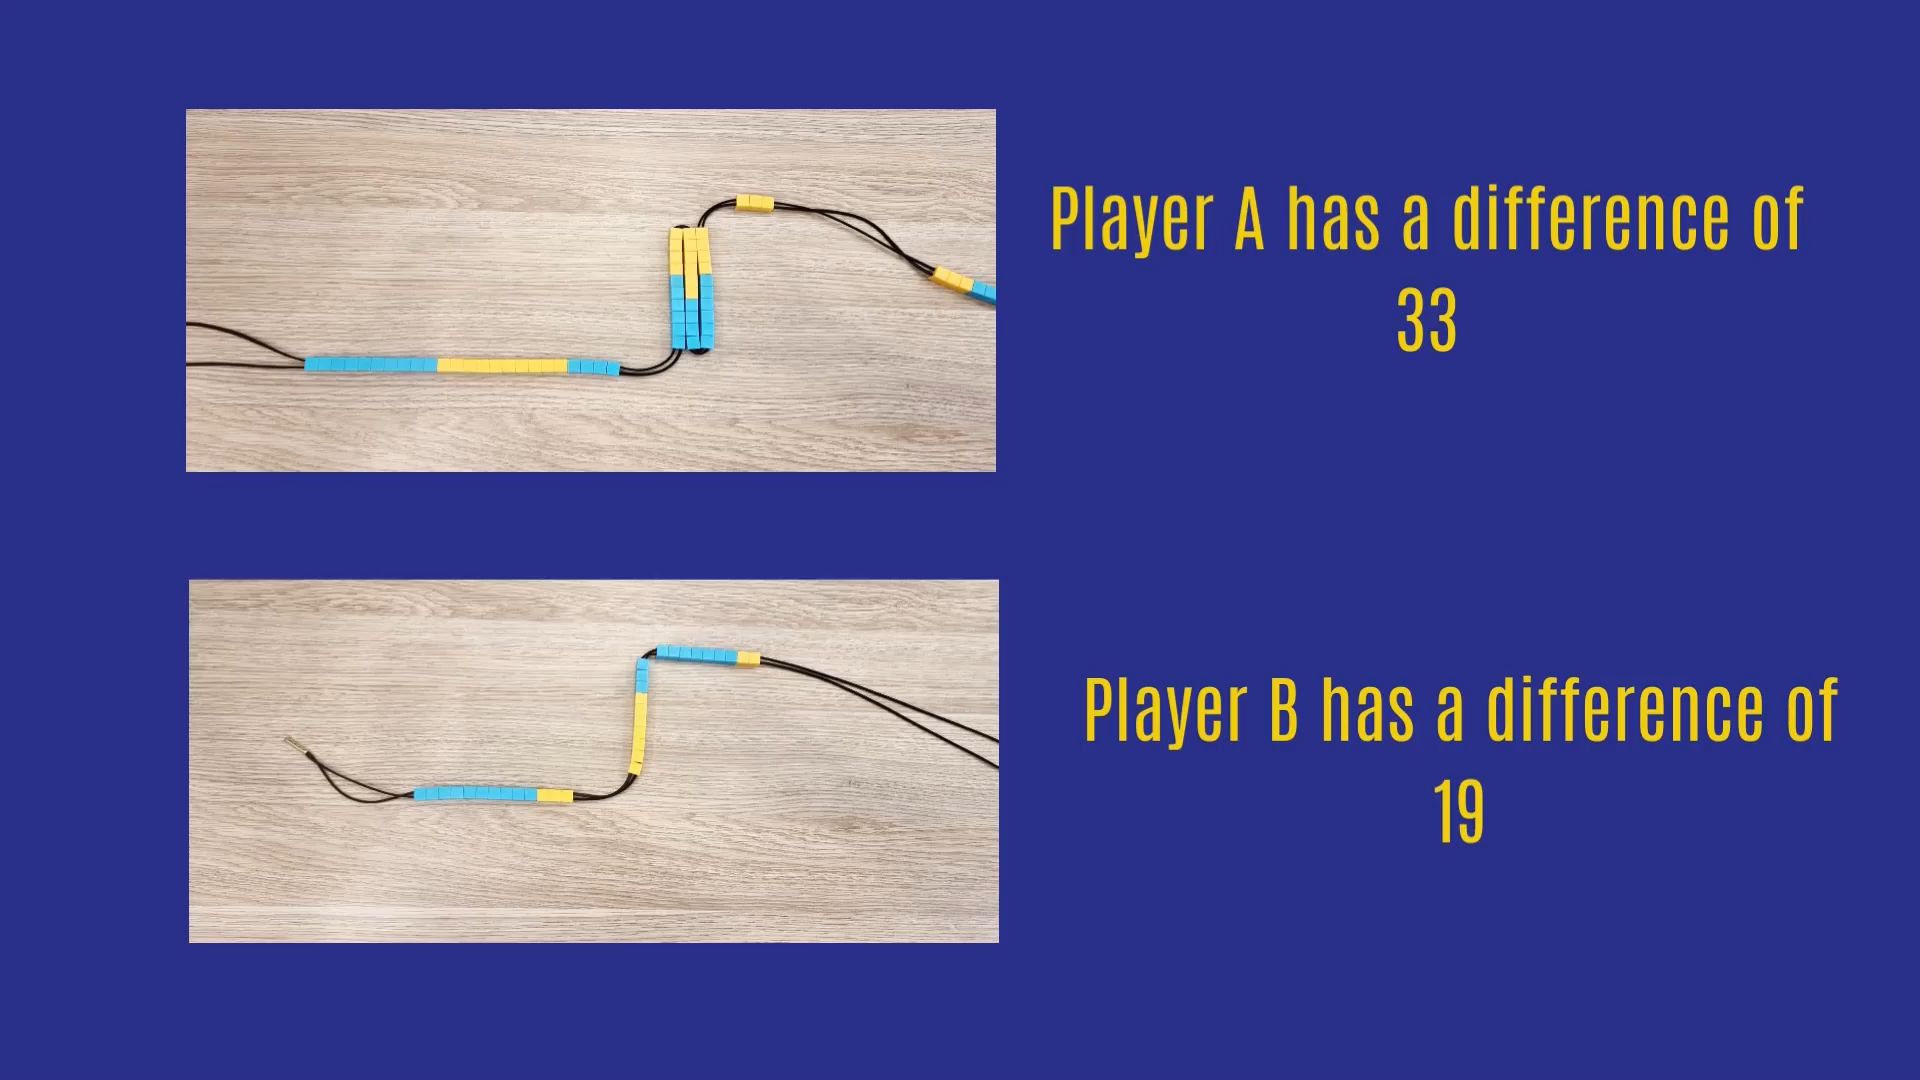 Player A has a difference of
33
Player B has a difference of
19